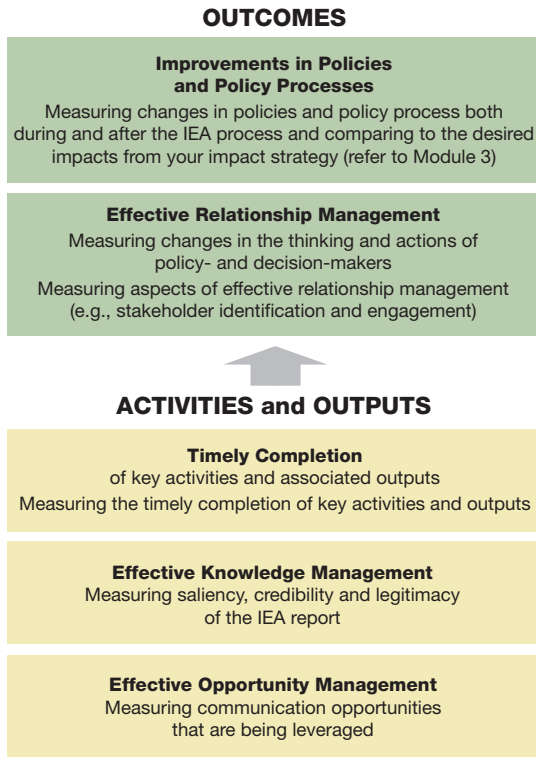 OUTCOMES
Improvements in Policies
and Policy Processes
Measuring changes in policies and policy process both
during and after the IEA process and comparing to the desired
impacts from your impact strategy (refer to Module 3)
Effective Relationship Management
Measuring changes in the thinking and actions of
policy- and decision-makers
Measuring aspects of effective relationship management
(e.g., stakeholder identification and engagement)
ACTIVITIES and OUTPUTS
Timely Completion
of key activities and associated outputs
Measuring the timely completion of key activities and outputs
Effective Knowledge Management
Measuring saliency, credibility and legitimacy
of the IEA report
Effective Opportunity Management
Measuring communication opportunities
that are being leveraged